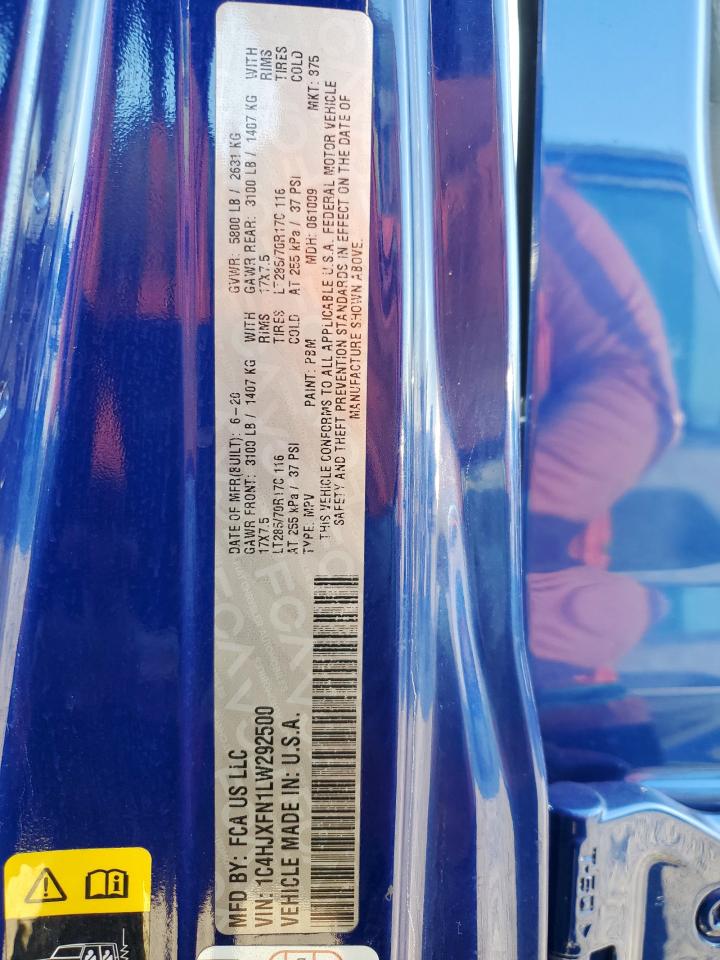 MFD BY: FCA US LLC
VIN: 1C4HJXFN1LW292500
VEHICLE MADE IN: U.S.A.
DATE OF MFR(BUILT): 6-20 GVWR: 5800 LB / 2631 KG
GAWR FRONT: 3100 LB / 1407 KG WITH GAWR REAR: 3100 LB / 1407 KG WITH
17X7.5 RIMS 17X7.5 RIMS
LT285/70R17C 116 TIRES LT285/70R17C 116 TIRES
AT 255 kPa / 37 PSI COLD AT 255 kPa / 37 PSI COLD
TYPE: MPV PAINT: PBM MDH: 061009 MKT: 375
THIS VEHICLE CONFORMS TO ALL APPLICABLE U.S.A. FEDERAL MOTOR VEHICLE
SAFETY AND THEFT PREVENTION STANDARDS IN EFFECT ON THE DATE OF
MANUFACTURE SHOWN ABOVE.